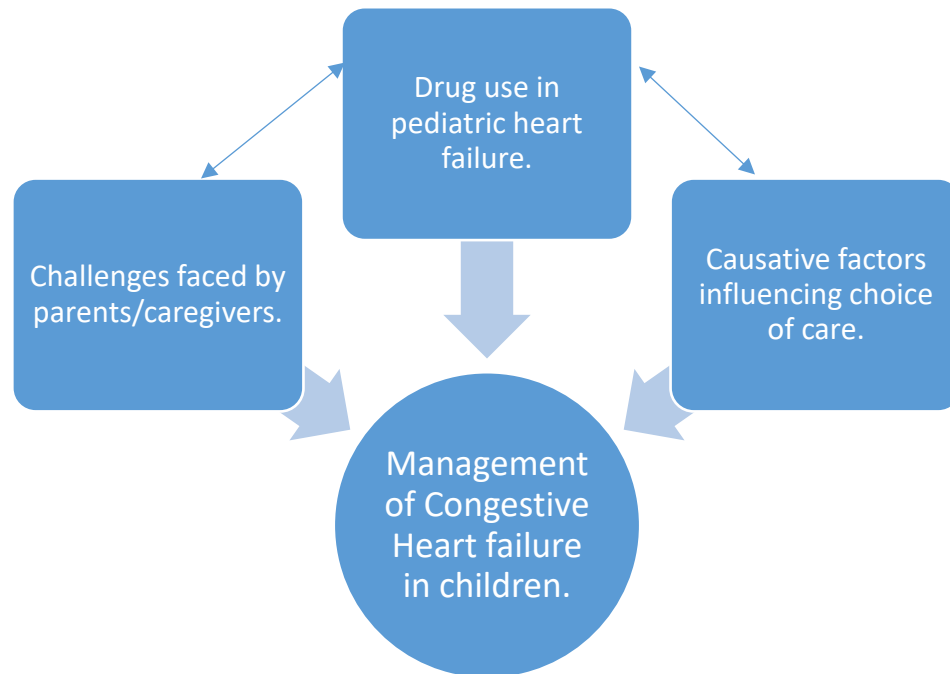 Drug use in
pediatric heart
failure.
Challenges faced by
parents/caregivers.
Causative factors
influencing choice
of care.
Management
of Congestive
Heart failure
in children.